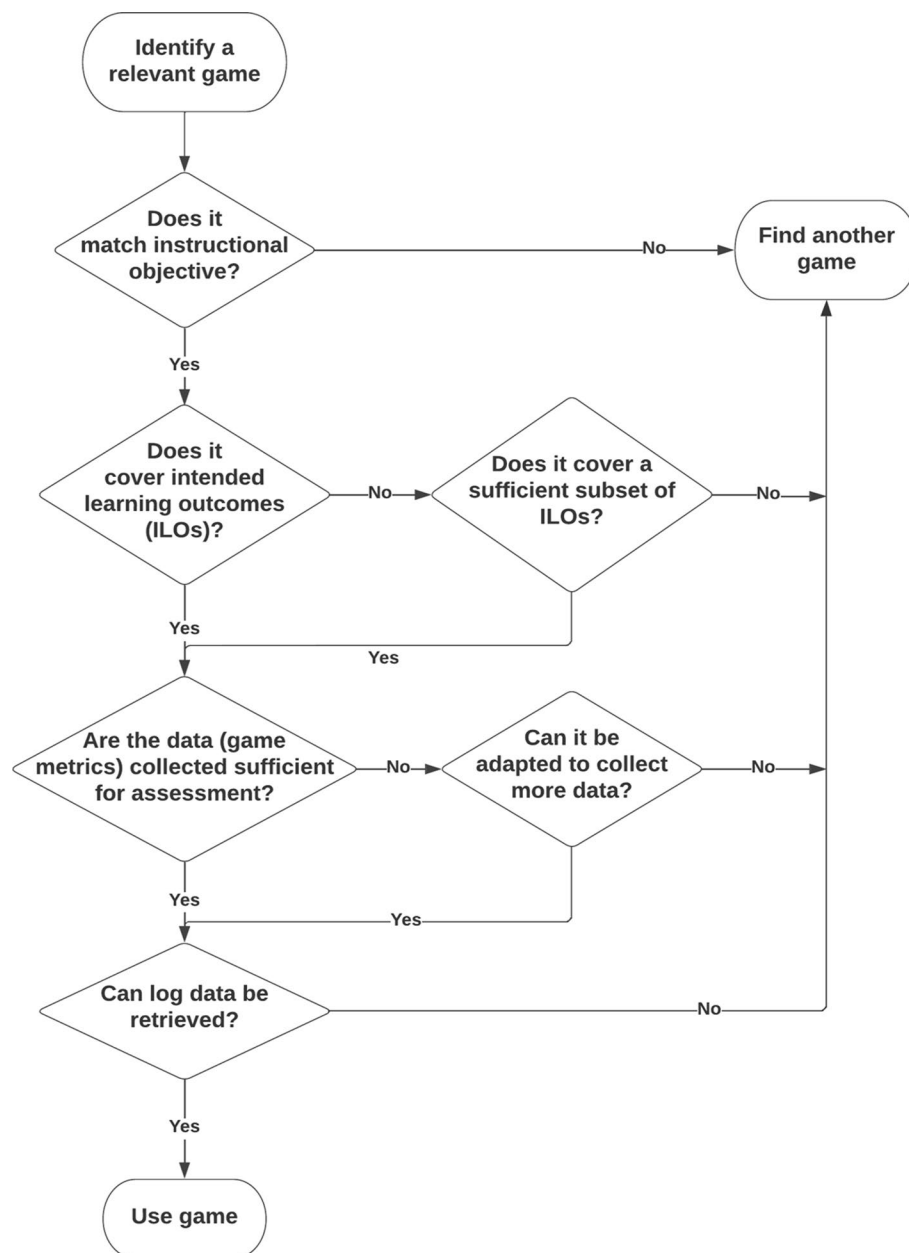 Identify a
relevant game
Does it
match instructional
objective?
No
Find another
game
Yes
Does it
cover intended
learning outcomes
(ILOs)?
No
Does it cover a
sufficient subset of
ILOs?
No
Yes
Yes
Are the data (game
metrics) collected sufficient
for assessment?
No
Can it be
adapted to collect
more data?
No
Yes
Yes
Can log data be
retrieved?
No
Yes
Use game